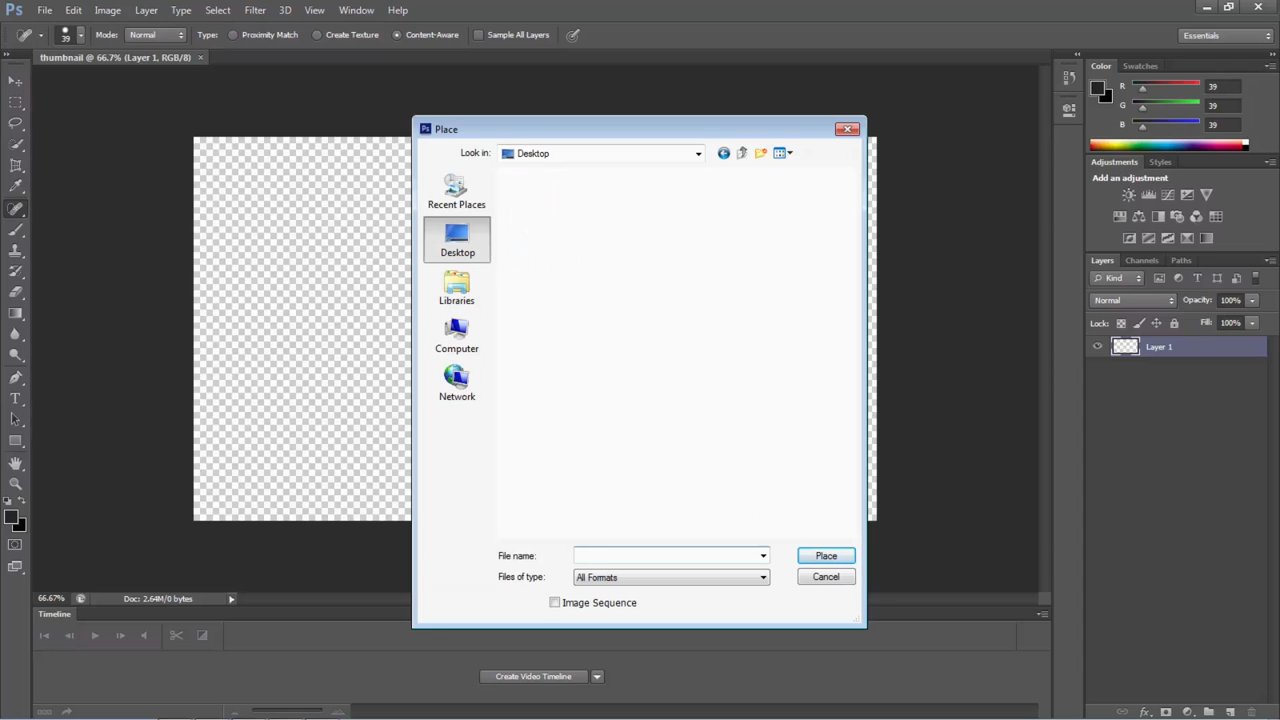 Ps File Edit Image Layer Type Select Filter 3D View Window Help
39 Mode: Normal Type: Proximity Match Create Texture Content-Aware Sample All Layers Essentials
thumbnail @ 66.7% (Layer 1, RGB/8) ×
Color Swatches
R 39
G 39
B 39
Adjustments Styles
Add an adjustment
Layers Channels Paths
Kind
Normal Opacity: 100%
Lock: Fill: 100%
Layer 1
Ps Place
Look in: Desktop
Recent Places
Desktop
Libraries
Computer
Network
File name: Place
Files of type: All Formats Cancel
Image Sequence
66.67% Doc: 2.64M/0 bytes
Timeline
Create Video Timeline